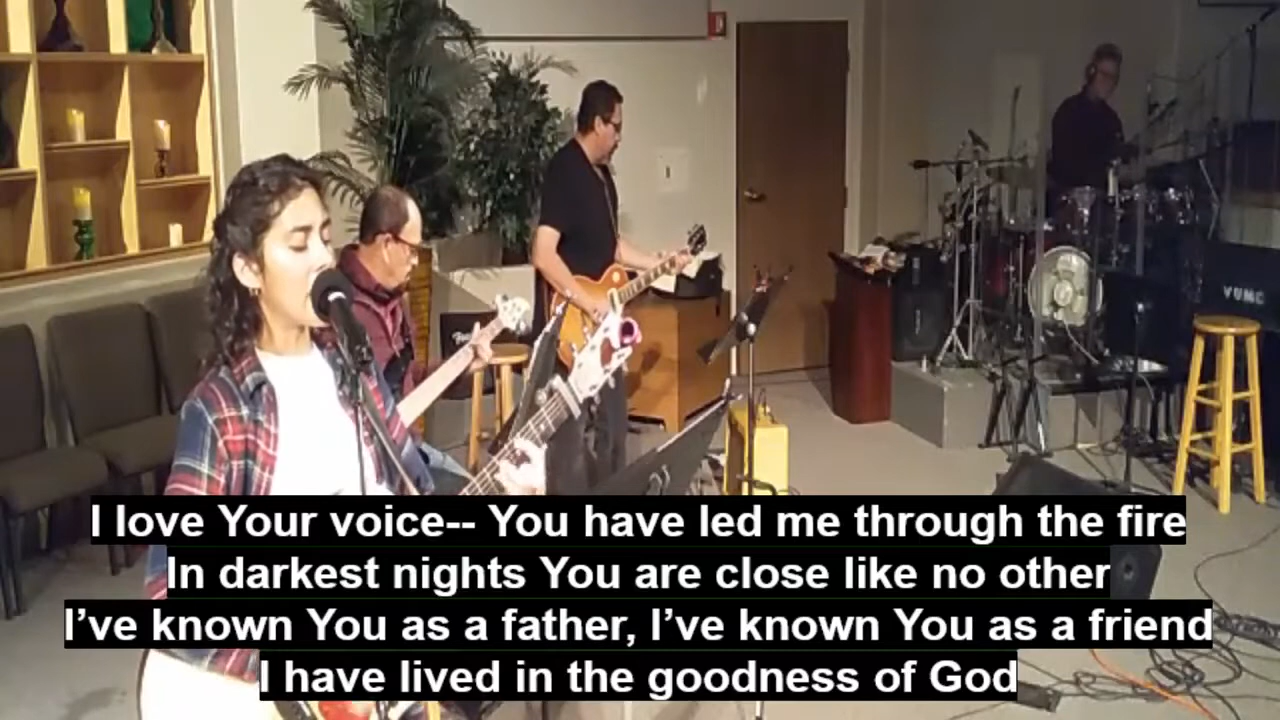 I love Your voice-- You have led me through the fire
In darkest nights You are close like no other
I’ve known You as a father, I’ve known You as a friend
I have lived in the goodness of God